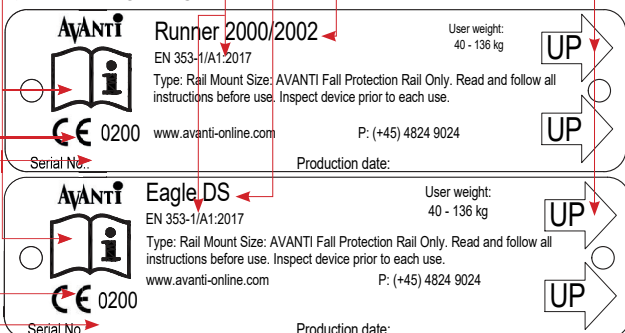 AVANTI
Runner 2000/2002
User weight:
40 - 136 kg
UP
EN 353-1/A1:2017
Type: Rail Mount Size: AVANTI Fall Protection Rail Only. Read and follow all
instructions before use. Inspect device prior to each use.
i
CE 0200
www.avanti-online.com
P: (+45) 4824 9024
UP
Serial No.:
Production date:
AVANTI
Eagle DS
User weight:
40 - 136 kg
UP
EN 353-1/A1:2017
Type: Rail Mount Size: AVANTI Fall Protection Rail Only. Read and follow all
instructions before use. Inspect device prior to each use.
i
www.avanti-online.com
P: (+45) 4824 9024
CE 0200
UP
Serial No
Production date: